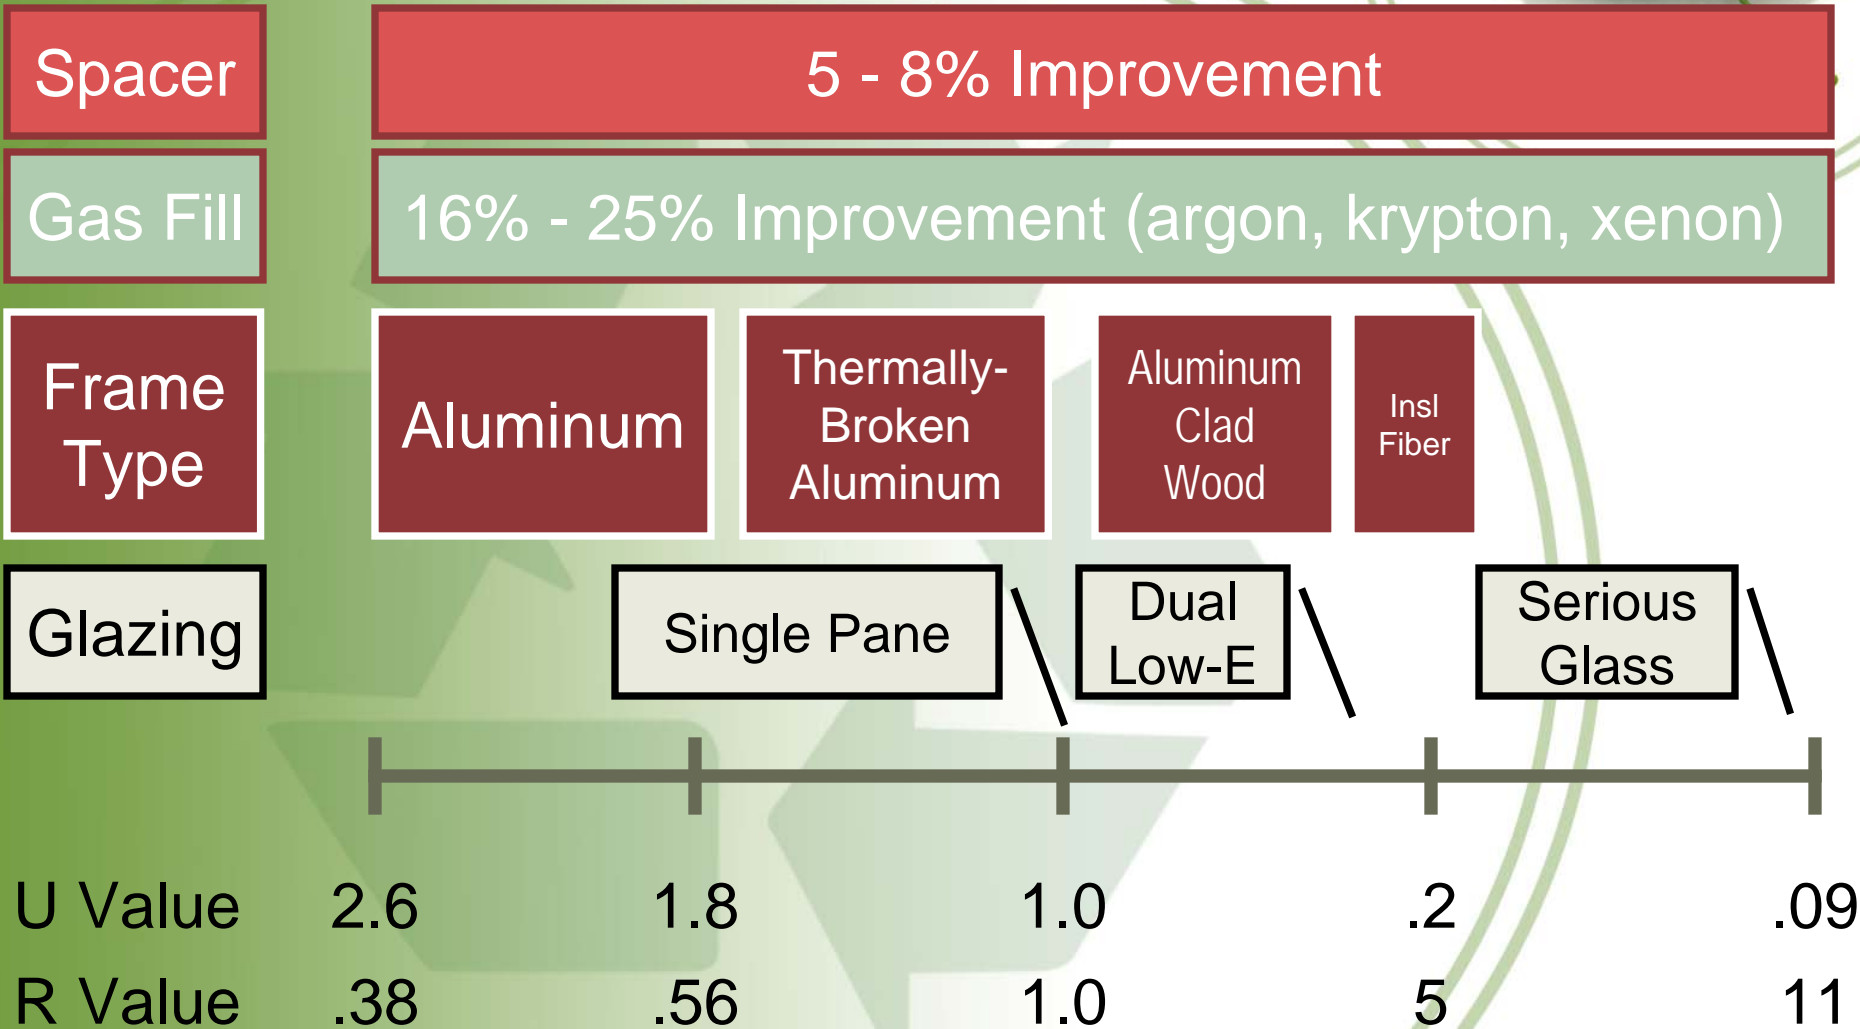 Spacer
5 - 8% Improvement
Gas Fill
16% - 25% Improvement (argon, krypton, xenon)
Frame
Type
Aluminum
Thermally-
Broken
Aluminum
Aluminum
Clad
Wood
Insl
Fiber
Glazing
Single Pane
Dual
Low-E
Serious
Glass
U Value 2.6 1.8 1.0 .2 .09
R Value .38 .56 1.0 5 11